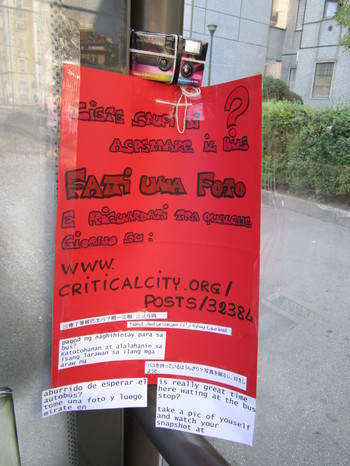 SIETE STUFI DI
ASPETTARE IL BUS ?
FATTI UNA FOTO
E RIGUARDATI TRA QUALCHE
GIORNO SU:
WWW.
CRITICALCITY.ORG/
POSTS/32384
pagod ng naghihintay para sa
bus?
katotohanan at alalahanin sa
isang larawan sa ilang mga
araw ng
aburrido de esperar el
autobús?
tome una foto y luego
mirate en
is really great time
here wating at the bus
stop?
take a pic of youself
and watch your
snapshot at